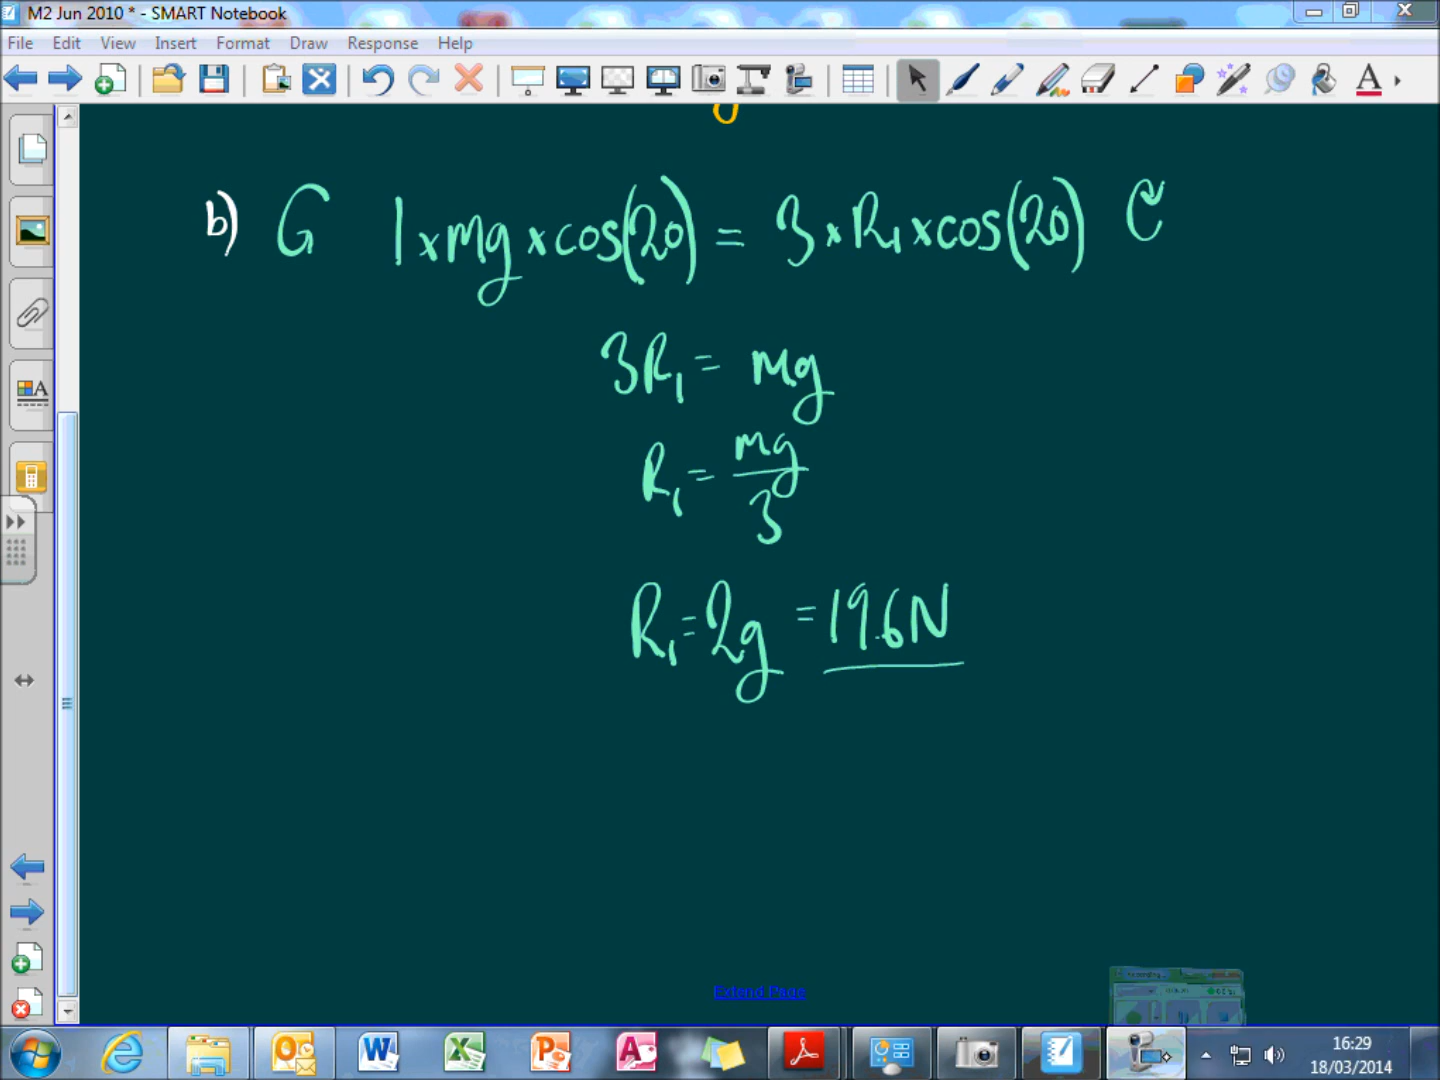 M2 Jun 2010 * - SMART Notebook
File Edit View Insert Format Draw Response Help
b) G 1×mg×cos(20) = 3×R₁×cos(20)
3R₁ = mg
R₁ = mg/3
R₁ = 2g = 19.6N
Extend Page
16:29
18/03/2014